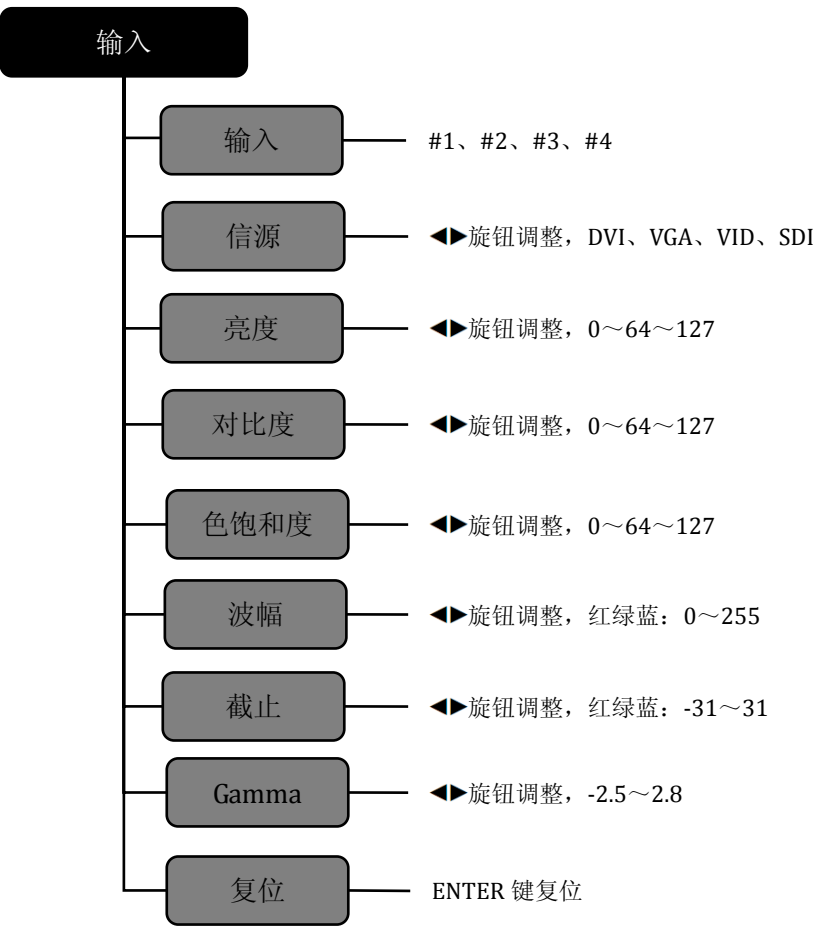 输入
输入
#1、#2、#3、#4
信源
◀▶旋钮调整，DVI、VGA、VID、SDI
亮度
◀▶旋钮调整，0～64～127
对比度
◀▶旋钮调整，0～64～127
色饱和度
◀▶旋钮调整，0～64～127
波幅
◀▶旋钮调整，红绿蓝：0～255
截止
◀▶旋钮调整，红绿蓝：-31～31
Gamma
◀▶旋钮调整，-2.5～2.8
复位
ENTER 键复位